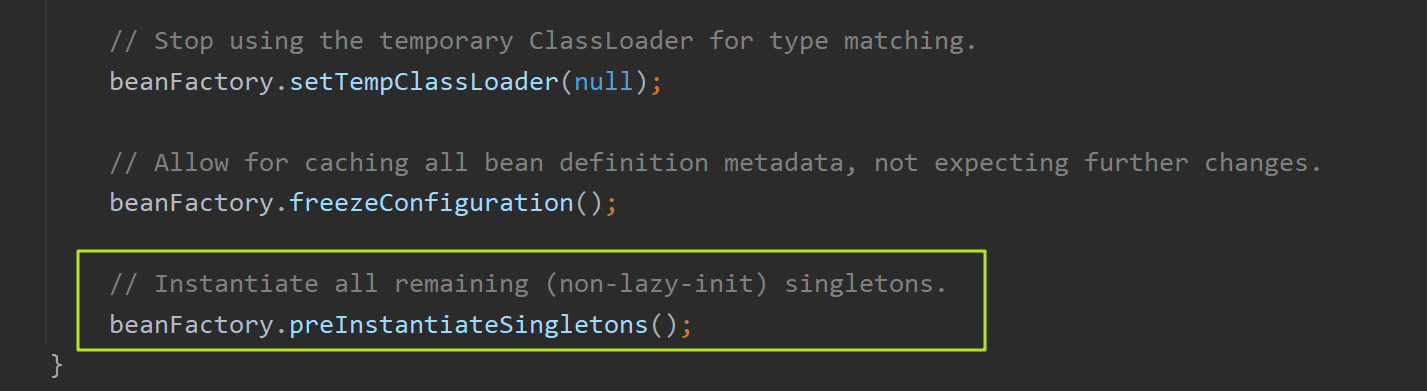 // Stop using the temporary ClassLoader for type matching.
beanFactory.setTempClassLoader(null);
// Allow for caching all bean definition metadata, not expecting further changes.
beanFactory.freezeConfiguration();
// Instantiate all remaining (non-lazy-init) singletons.
beanFactory.preInstantiateSingletons();
}